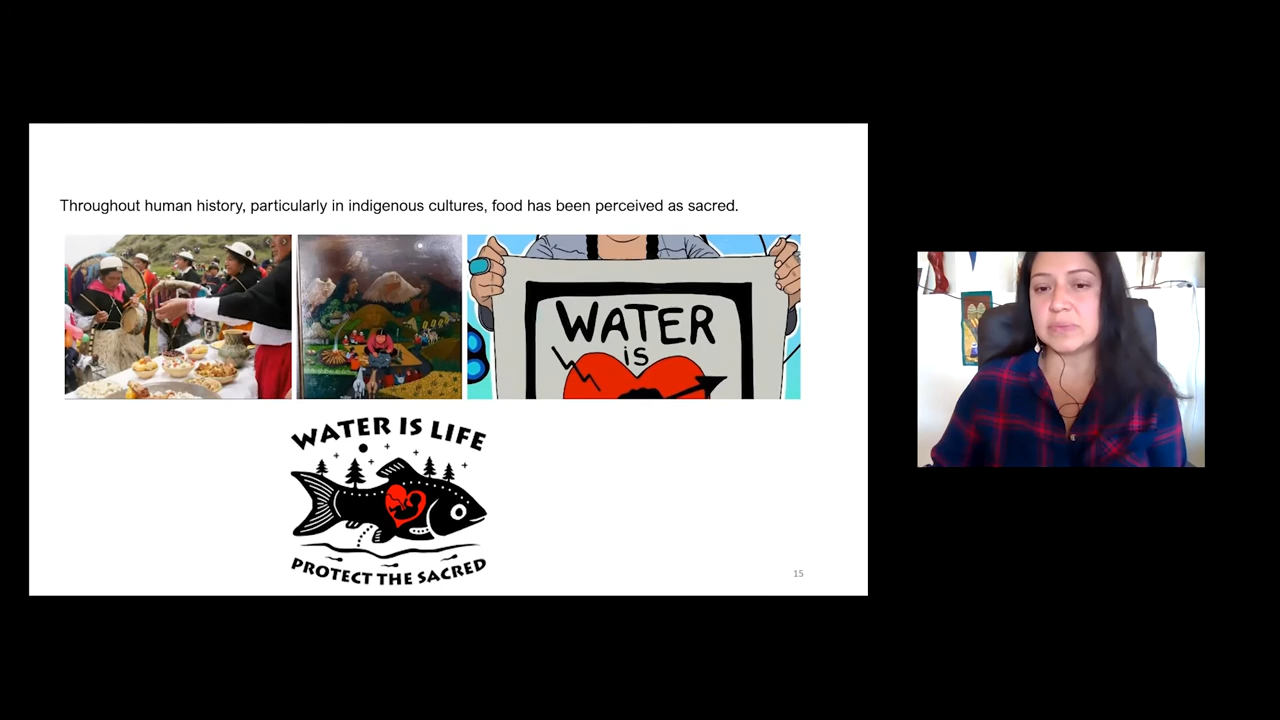 Throughout human history, particularly in indigenous cultures, food has been perceived as sacred.
WATER
iS
WATER IS LIFE
PROTECT THE SACRED
15